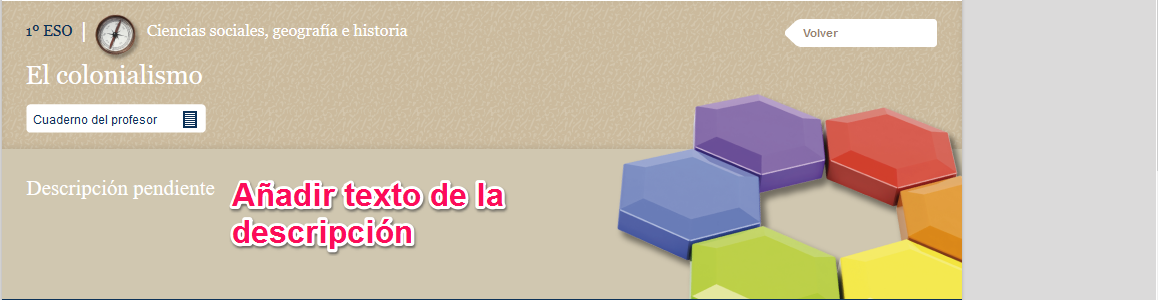 1º ESO | Ciencias sociales, geografía e historia
Volver
El colonialismo
Cuaderno del profesor
Descripción pendiente
Añadir texto de la
descripción